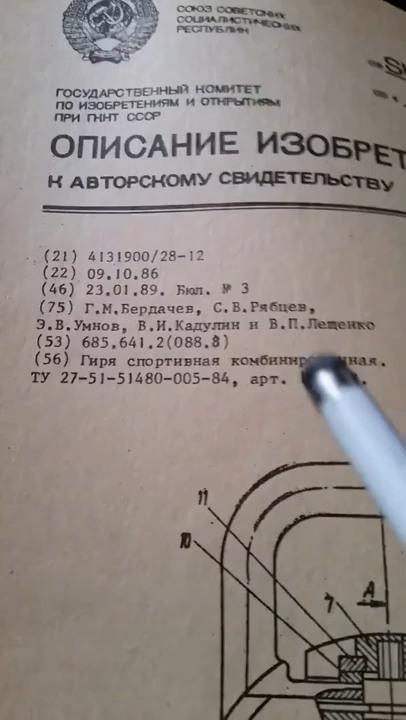 СОЮЗ СОВЕТСКИХ
СОЦИАЛИСТИЧЕСКИХ
РЕСПУБЛИК
ГОСУДАРСТВЕННЫЙ КОМИТЕТ
ПО ИЗОБРЕТЕНИЯМ И ОТКРЫТИЯМ
ПРИ ГКНТ СССР
ОПИСАНИЕ ИЗОБРЕТ
К АВТОРСКОМУ СВИДЕТЕЛЬСТВУ
(21) 4131900/28-12
(22) 09.10.86
(46) 23.01.89. Бюл. № 3
(75) Г.М.Бердачев, С.В.Рябцев,
Э.В.Умнов, В.И.Кадулин и В.П.Лещенко
(53) 685.641.2(088.8)
(56) Гиря спортивная
ТУ 27-51-51480-005-84, арт.
11
10
7
А